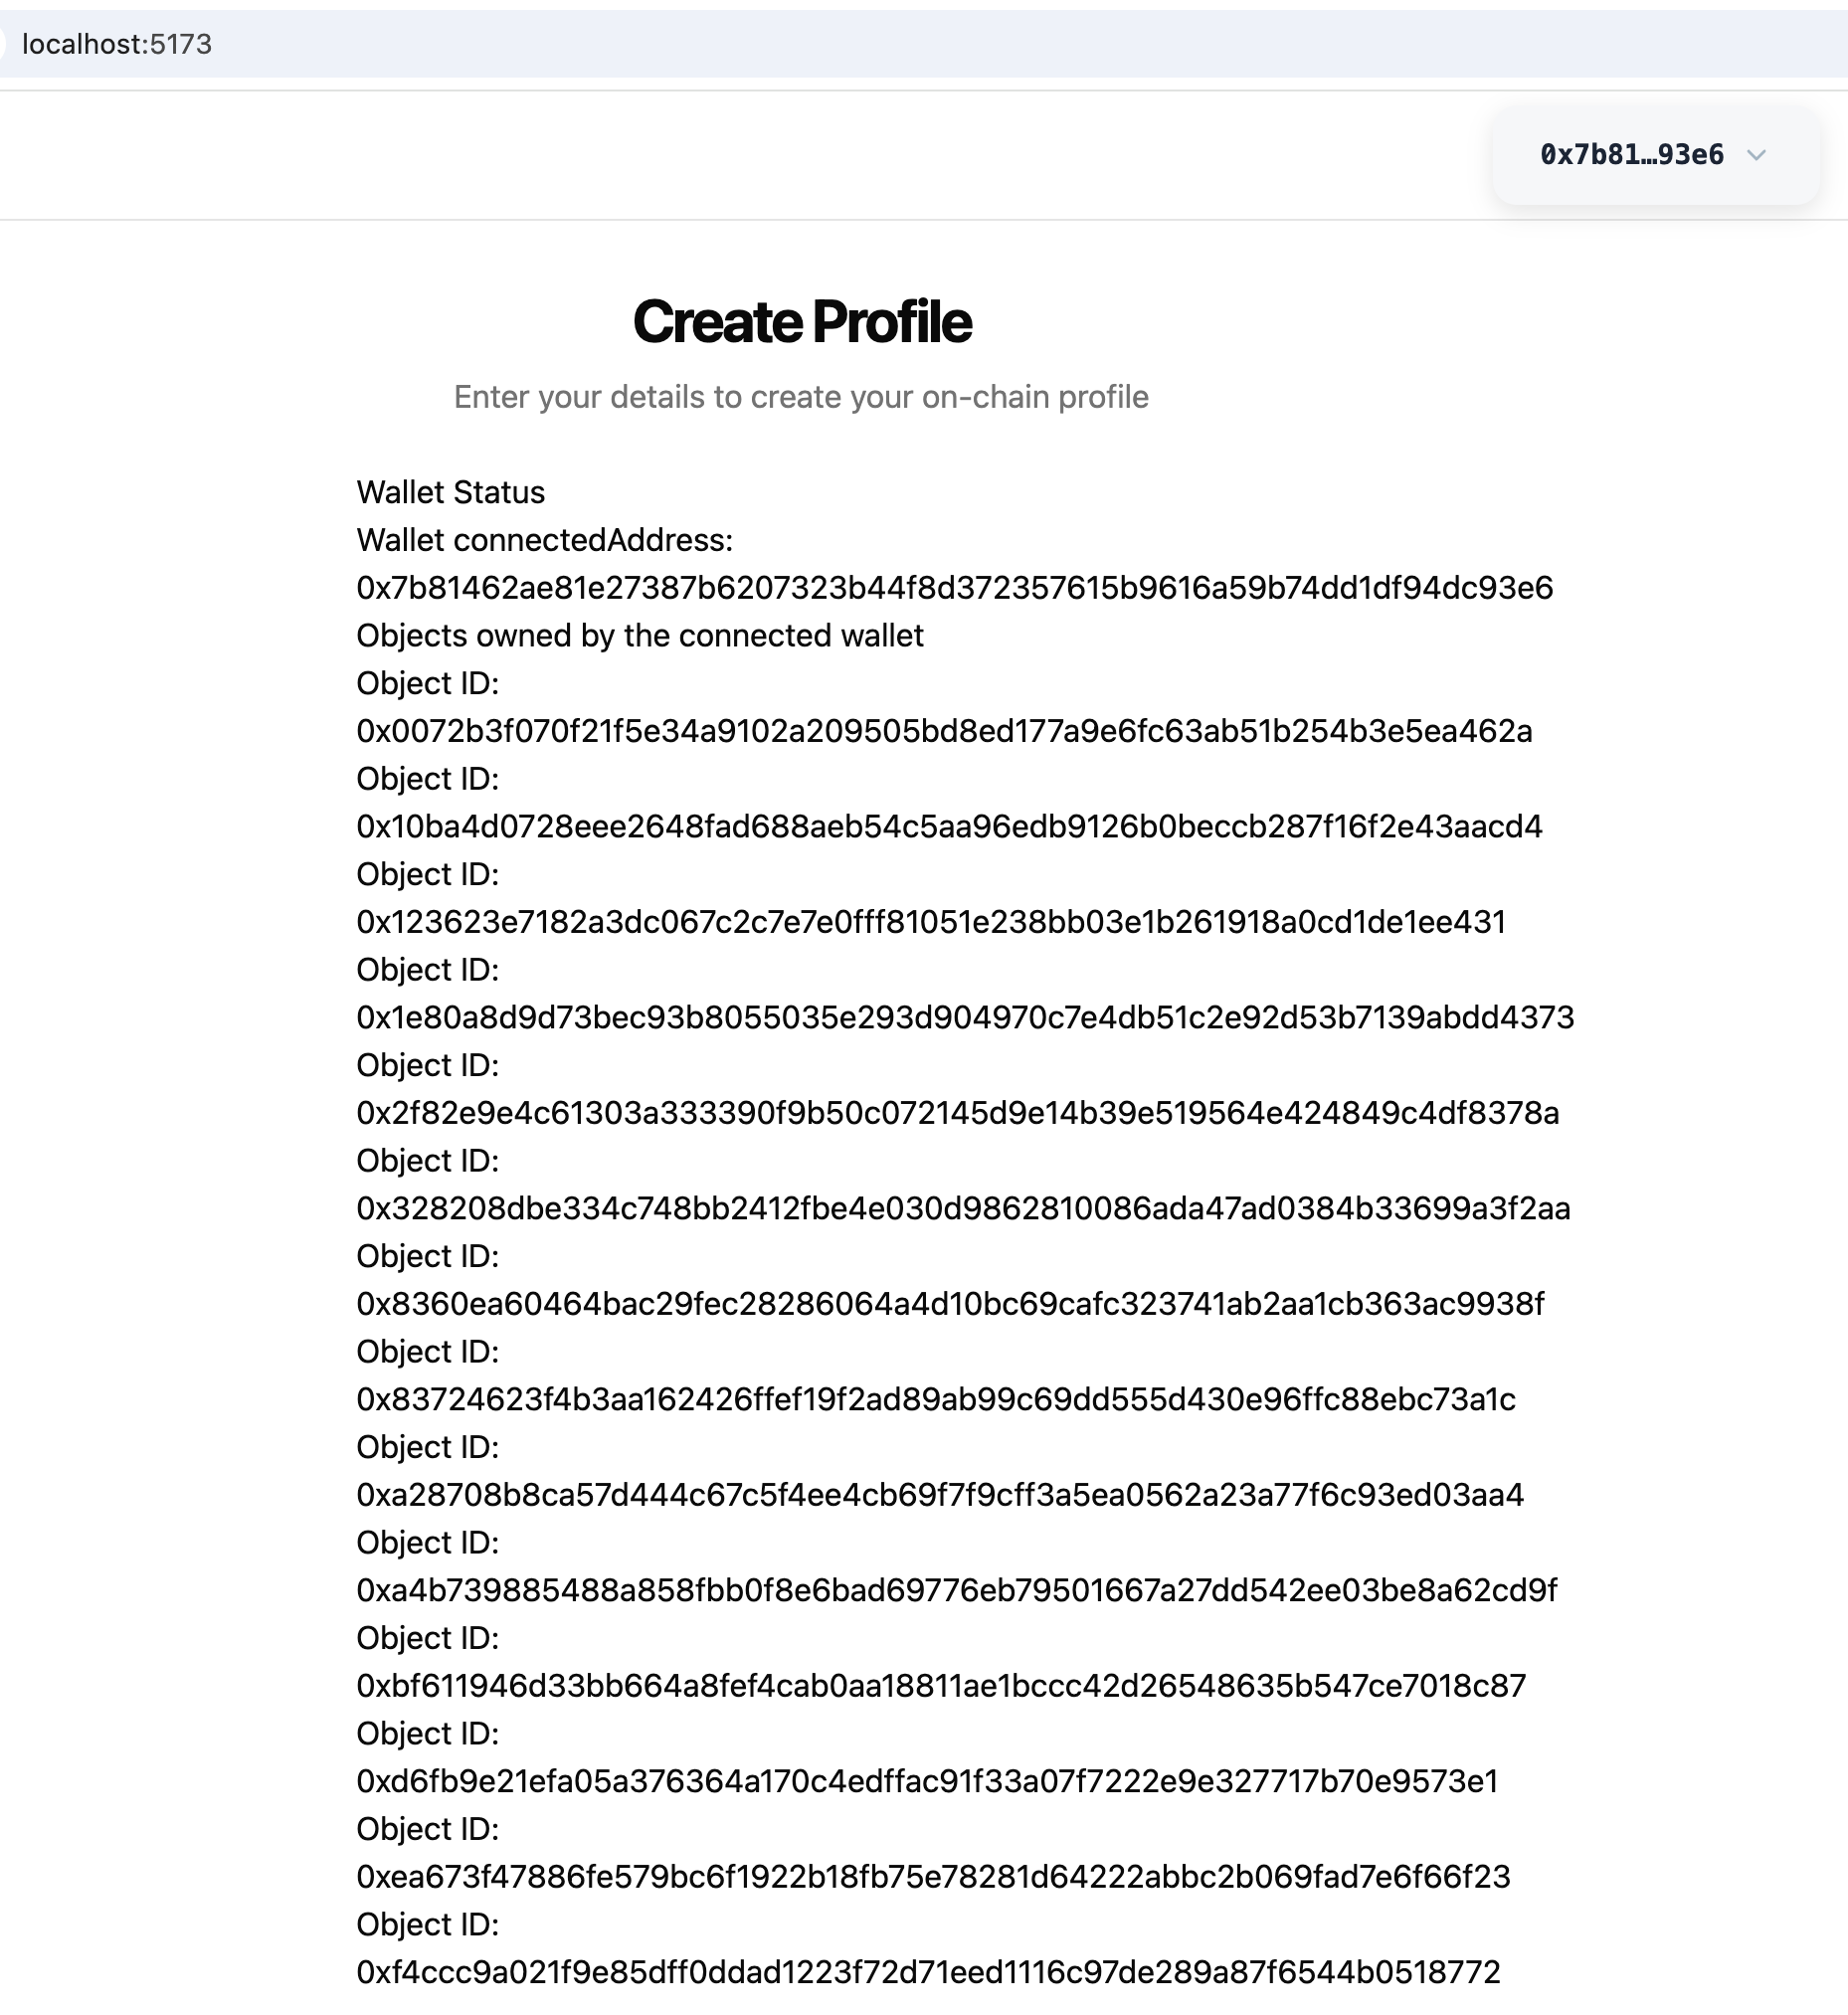 localhost:5173
0x7b81…93e6
Create Profile
Enter your details to create your on-chain profile
Wallet Status
Wallet connectedAddress:
0x7b81462ae81e27387b6207323b44f8d372357615b9616a59b74dd1df94dc93e6
Objects owned by the connected wallet
Object ID:
0x0072b3f070f21f5e34a9102a209505bd8ed177a9e6fc63ab51b254b3e5ea462a
Object ID:
0x10ba4d0728eee2648fad688aeb54c5aa96edb9126b0beccb287f16f2e43aacd4
Object ID:
0x123623e7182a3dc067c2c7e7e0fff81051e238bb03e1b261918a0cd1de1ee431
Object ID:
0x1e80a8d9d73bec93b8055035e293d904970c7e4db51c2e92d53b7139abdd4373
Object ID:
0x2f82e9e4c61303a333390f9b50c072145d9e14b39e519564e424849c4df8378a
Object ID:
0x328208dbe334c748bb2412fbe4e030d9862810086ada47ad0384b33699a3f2aa
Object ID:
0x8360ea60464bac29fec28286064a4d10bc69cafc323741ab2aa1cb363ac9938f
Object ID:
0x83724623f4b3aa162426ffef19f2ad89ab99c69dd555d430e96ffc88ebc73a1c
Object ID:
0xa28708b8ca57d444c67c5f4ee4cb69f7f9cff3a5ea0562a23a77f6c93ed03aa4
Object ID:
0xa4b739885488a858fbb0f8e6bad69776eb79501667a27dd542ee03be8a62cd9f
Object ID:
0xbf611946d33bb664a8fef4cab0aa18811ae1bccc42d26548635b547ce7018c87
Object ID:
0xd6fb9e21efa05a376364a170c4edffac91f33a07f7222e9e327717b70e9573e1
Object ID:
0xea673f47886fe579bc6f1922b18fb75e78281d64222abbc2b069fad7e6f66f23
Object ID:
0xf4ccc9a021f9e85dff0ddad1223f72d71eed1116c97de289a87f6544b0518772